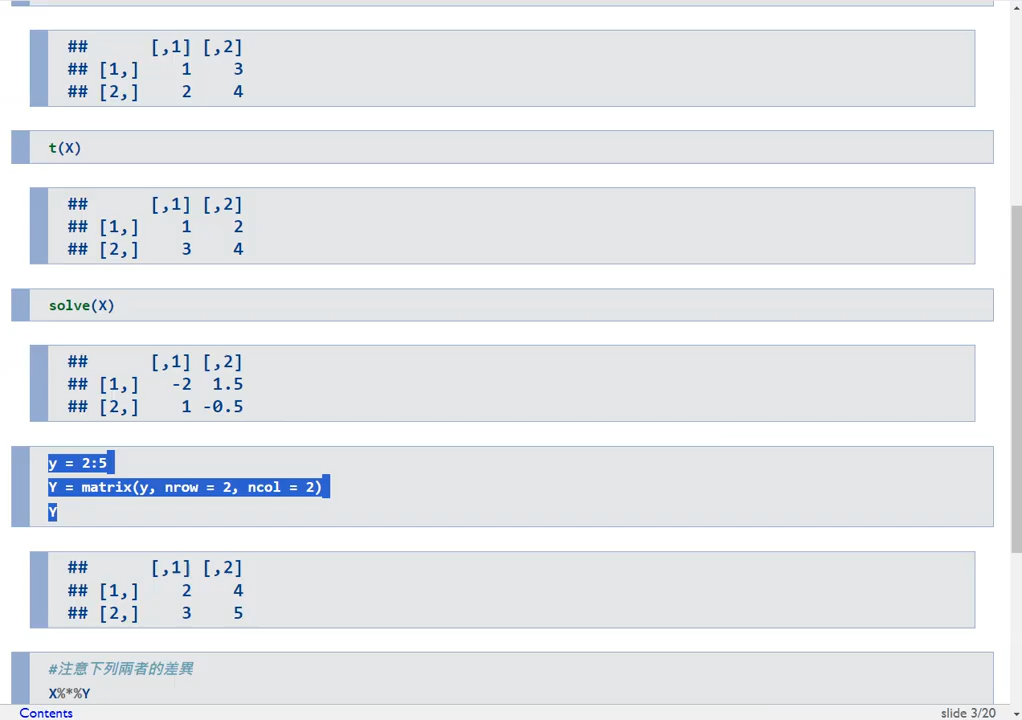 ##      [,1] [,2]
## [1,]    1    3
## [2,]    2    4
t(X)
##      [,1] [,2]
## [1,]    1    2
## [2,]    3    4
solve(X)
##      [,1] [,2]
## [1,]   -2  1.5
## [2,]    1 -0.5
y = 2:5
Y = matrix(y, nrow = 2, ncol = 2)
Y
##      [,1] [,2]
## [1,]    2    4
## [2,]    3    5
#注意下列兩者的差異
X%*%Y
Contents
slide 3/20